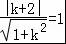 |k+2| / √(1+k²) = 1